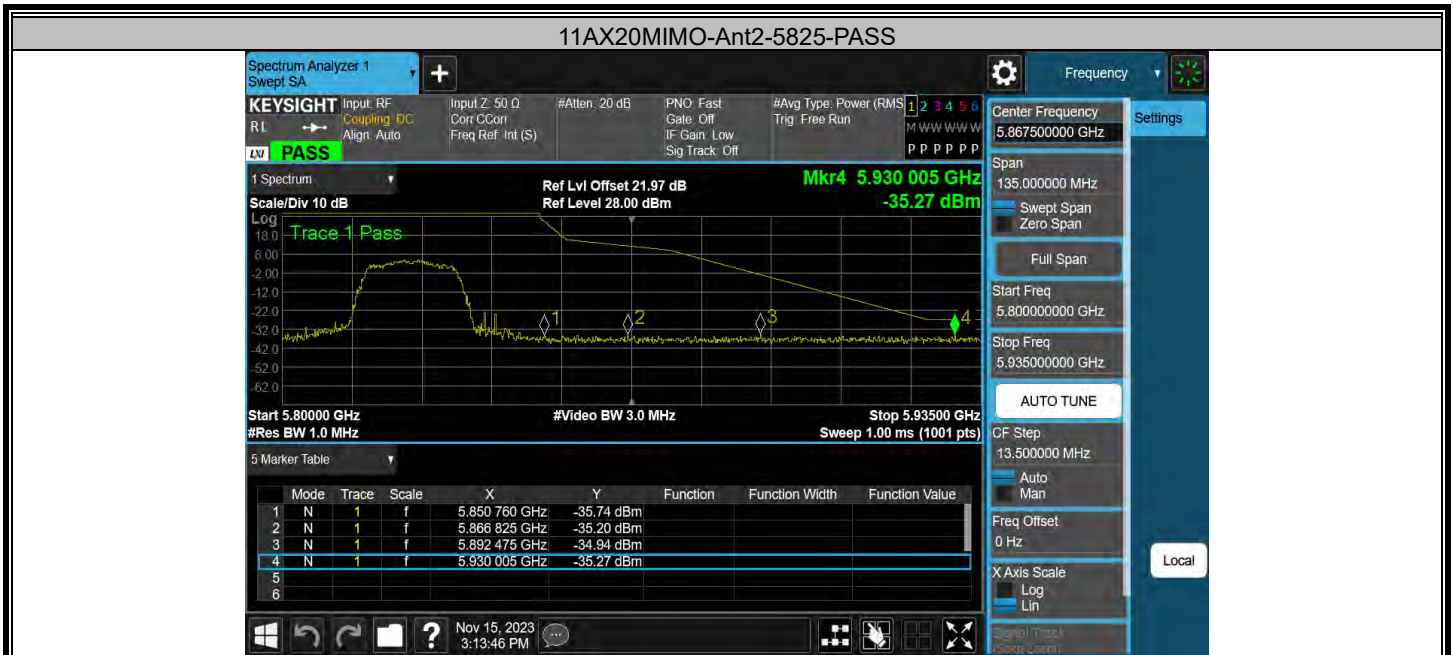 11AX20MIMO-Ant2-5825-PASS
Spectrum Analyzer 1
Swept SA
+
Frequency
KEYSIGHT
RL
LXI
PASS
Input: RF
Coupling: DC
Align: Auto
Input Z: 50 Ω
Corr CCorr
Freq Ref: Int (S)
#Atten: 20 dB
PNO: Fast
Gate: Off
IF Gain: Low
Sig Track: Off
#Avg Type: Power (RMS
Trig: Free Run
1 2 3 4 5 6
M W W W W W
P P P P P P
1 Spectrum
Scale/Div 10 dB
Ref Lvl Offset 21.97 dB
Ref Level 28.00 dBm
Mkr4 5.930 005 GHz
-35.27 dBm
Log
Trace 1 Pass
18.0
8.00
-2.00
-12.0
-22.0
-32.0
-42.0
-52.0
-62.0
1
2
3
4
Start 5.80000 GHz
#Video BW 3.0 MHz
Stop 5.93500 GHz
#Res BW 1.0 MHz
Sweep 1.00 ms (1001 pts)
5 Marker Table
Mode Trace Scale X Y Function Function Width Function Value
1 N 1 f 5.850 760 GHz -35.74 dBm
2 N 1 f 5.866 825 GHz -35.20 dBm
3 N 1 f 5.892 475 GHz -34.94 dBm
4 N 1 f 5.930 005 GHz -35.27 dBm
5
6
?
Nov 15, 2023
3:13:46 PM
Center Frequency
5.867500000 GHz
Settings
Span
135.000000 MHz
Swept Span
Zero Span
Full Span
Start Freq
5.800000000 GHz
Stop Freq
5.935000000 GHz
AUTO TUNE
CF Step
13.500000 MHz
Auto
Man
Freq Offset
0 Hz
X Axis Scale
Log
Lin
Local
Signal Track
(Span Zoom)